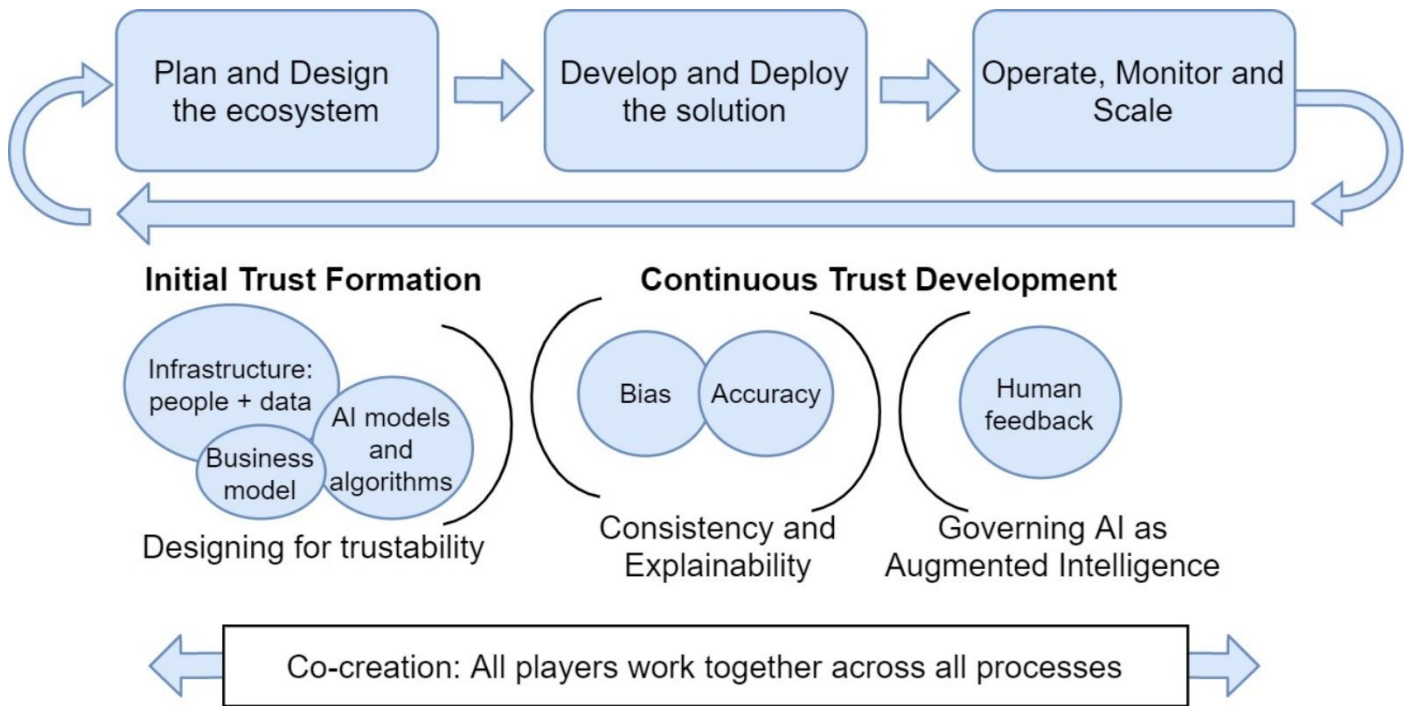 Plan and Design
the ecosystem
Develop and Deploy
the solution
Operate, Monitor and
Scale
Initial Trust Formation
Continuous Trust Development
Infrastructure:
people + data
AI models
and
algorithms
Business
model
Bias
Accuracy
Human
feedback
Designing for trustability
Consistency and
Explainability
Governing AI as
Augmented Intelligence
Co-creation: All players work together across all processes